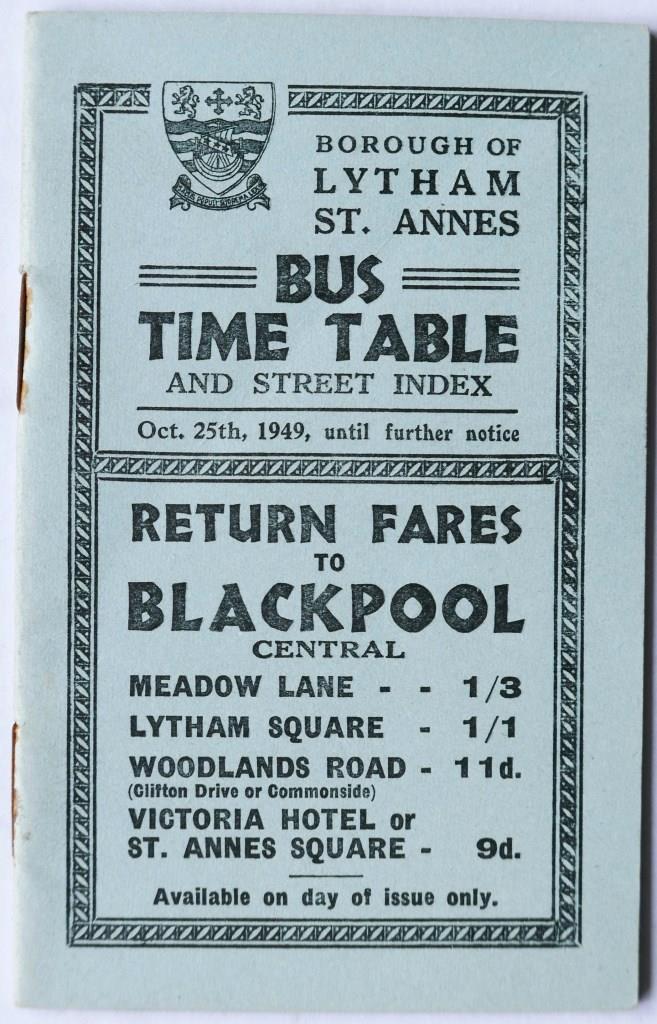 BOROUGH OF
LYTHAM
ST. ANNES
BUS
TIME TABLE
AND STREET INDEX
Oct. 25th, 1949, until further notice
RETURN FARES
TO
BLACKPOOL
CENTRAL
MEADOW LANE - - 1/3
LYTHAM SQUARE - 1/1
WOODLANDS ROAD - 11d.
(Clifton Drive or Commonside)
VICTORIA HOTEL or
ST. ANNES SQUARE - 9d.
Available on day of issue only.